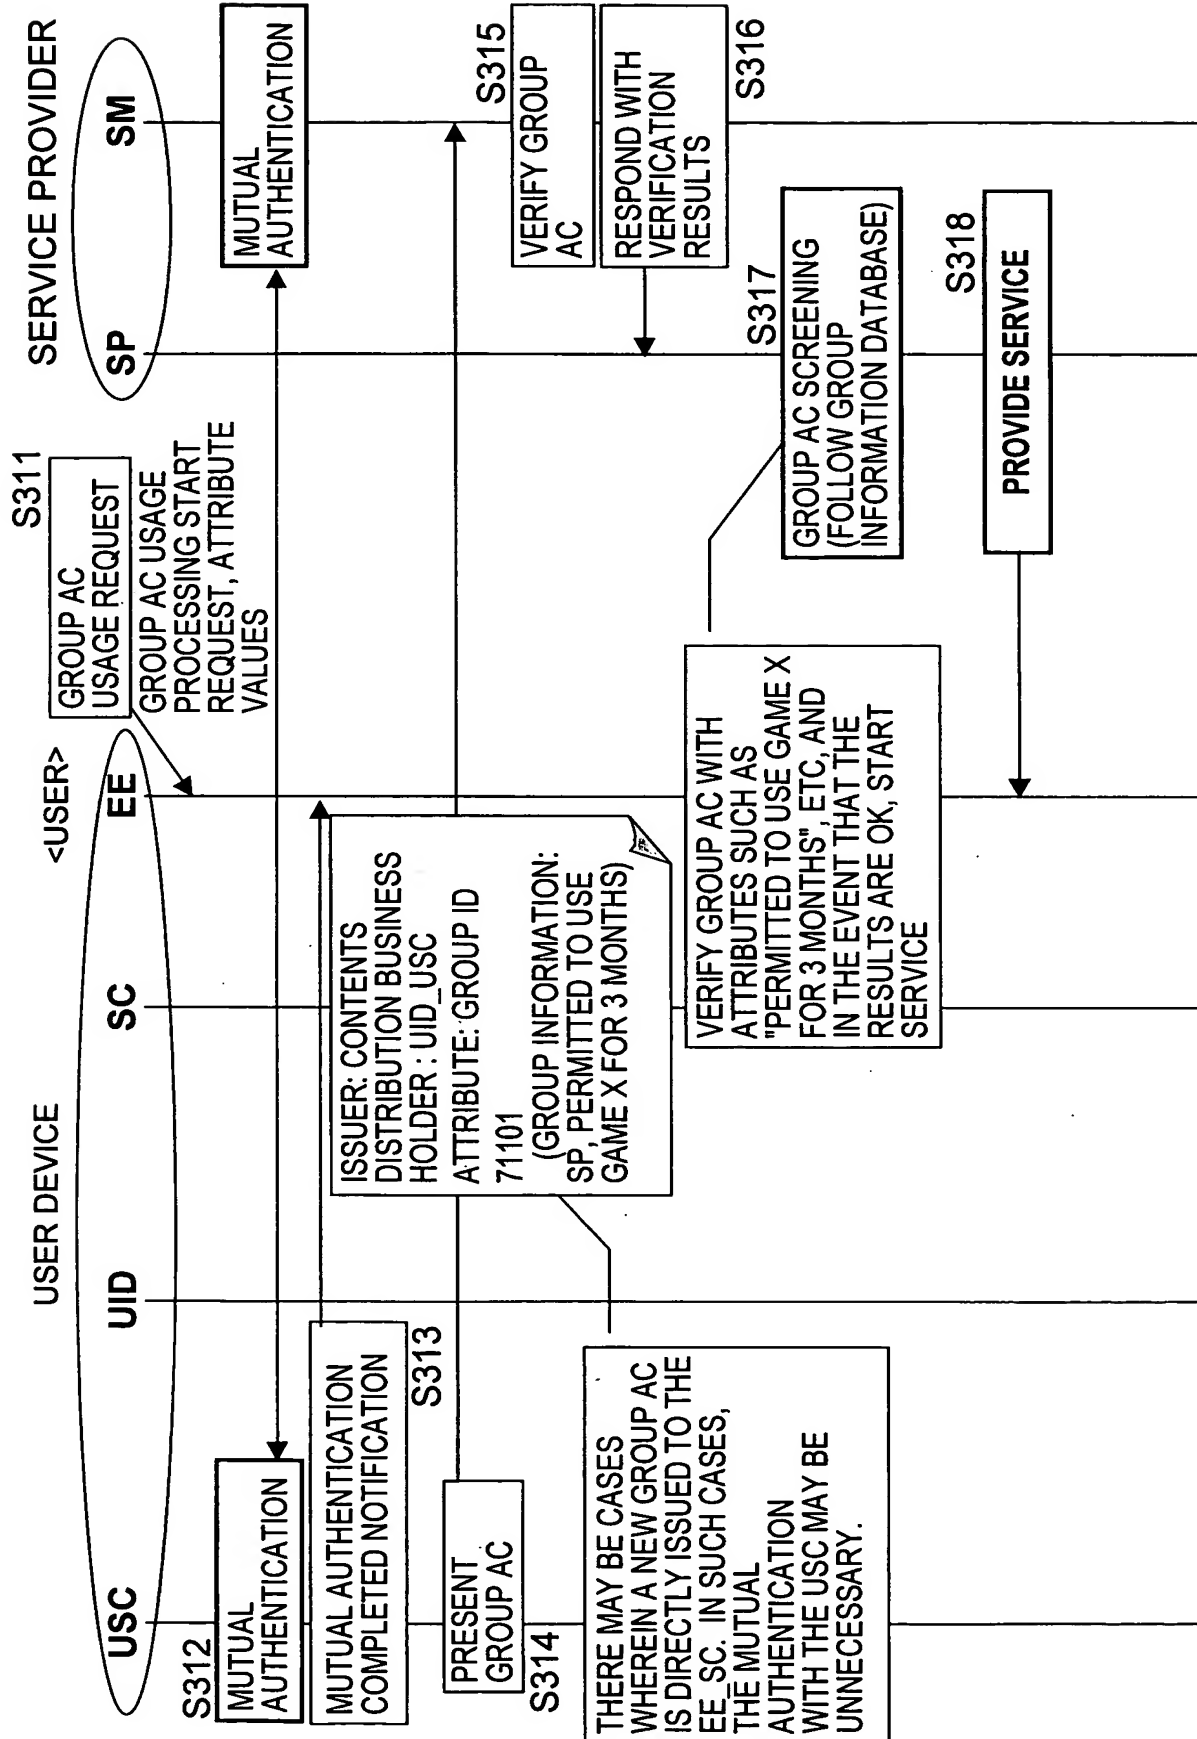 USER DEVICE
<USER>
SERVICE PROVIDER
USC
UID
SC
EE
SP
SM
S311
GROUP AC
USAGE REQUEST
GROUP AC USAGE
PROCESSING START
REQUEST, ATTRIBUTE
VALUES
S312
MUTUAL
AUTHENTICATION
MUTUAL
AUTHENTICATION
MUTUAL AUTHENTICATION
COMPLETED NOTIFICATION
S313
PRESENT
GROUP AC
S314
ISSUER: CONTENTS
DISTRIBUTION BUSINESS
HOLDER : UID_USC
ATTRIBUTE: GROUP ID
71101
(GROUP INFORMATION:
SP, PERMITTED TO USE
GAME X FOR 3 MONTHS)
S315
VERIFY GROUP
AC
RESPOND WITH
VERIFICATION
RESULTS
S316
THERE MAY BE CASES
WHEREIN A NEW GROUP AC
IS DIRECTLY ISSUED TO THE
EE_SC. IN SUCH CASES,
THE MUTUAL
AUTHENTICATION
WITH THE USC MAY BE
UNNECESSARY.
VERIFY GROUP AC WITH
ATTRIBUTES SUCH AS
"PERMITTED TO USE GAME X
FOR 3 MONTHS", ETC, AND
IN THE EVENT THAT THE
RESULTS ARE OK, START
SERVICE
S317
GROUP AC SCREENING
(FOLLOW GROUP
INFORMATION DATABASE)
S318
PROVIDE SERVICE